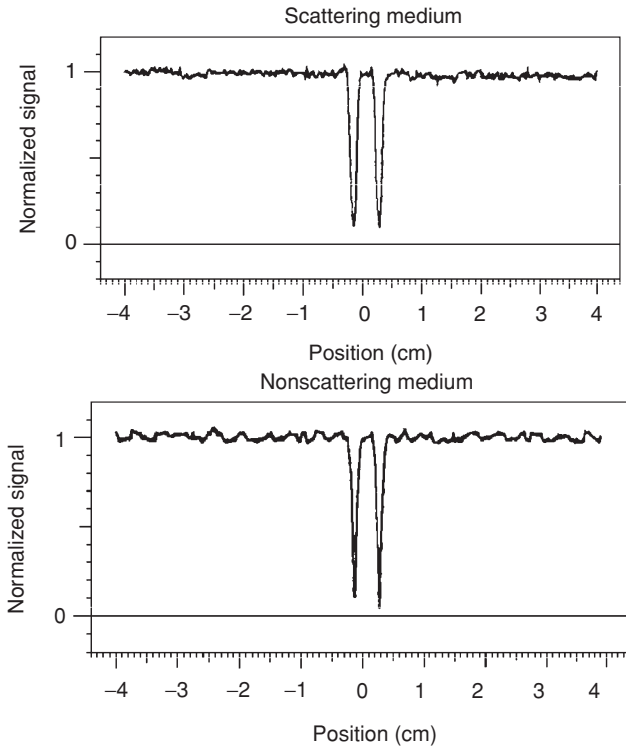 Scattering medium
Normalized signal
1
0
−4 −3 −2 −1 0 1 2 3 4
Position (cm)
Nonscattering medium
Normalized signal
1
0
−4 −3 −2 −1 0 1 2 3 4
Position (cm)